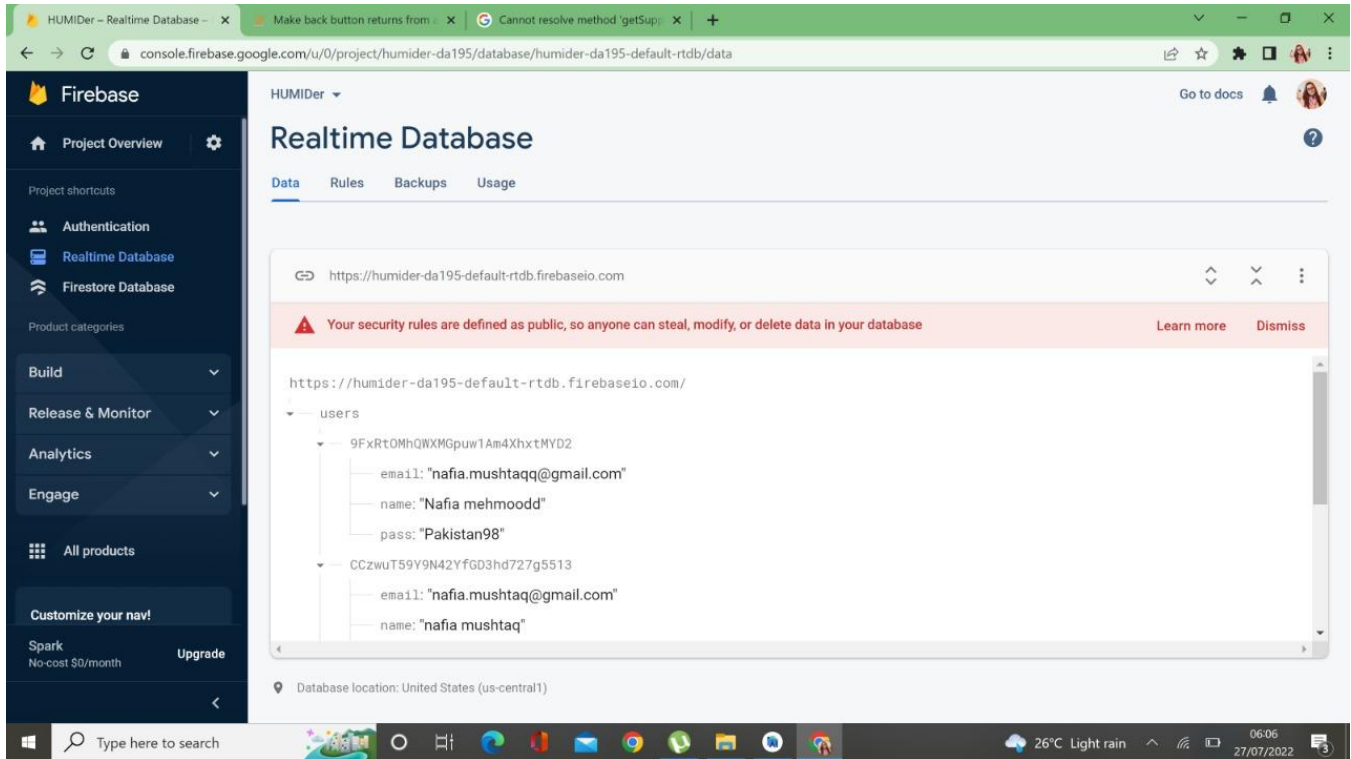 HUMIDer – Realtime Database –
Make back button returns from a
Cannot resolve method 'getSupp
console.firebase.google.com/u/0/project/humider-da195/database/humider-da195-default-rtdb/data
Firebase
HUMIDer
Go to docs
Project Overview
Realtime Database
Data Rules Backups Usage
Project shortcuts
Authentication
Realtime Database
Firestore Database
Product categories
Build
Release & Monitor
Analytics
Engage
All products
Customize your nav!
Spark
No-cost $0/month
Upgrade
https://humider-da195-default-rtdb.firebaseio.com
Your security rules are defined as public, so anyone can steal, modify, or delete data in your database
Learn more Dismiss
https://humider-da195-default-rtdb.firebaseio.com/
users
9FxRtOMhQWXMGpuw1Am4XhxtMYD2
email: "nafia.mushtaqq@gmail.com"
name: "Nafia mehmoodd"
pass: "Pakistan98"
CCzwuT59Y9N42YfGD3hd727g5513
email: "nafia.mushtaq@gmail.com"
name: "nafia mushtaq"
Database location: United States (us-central1)
Type here to search
26°C Light rain
06:06
27/07/2022
3